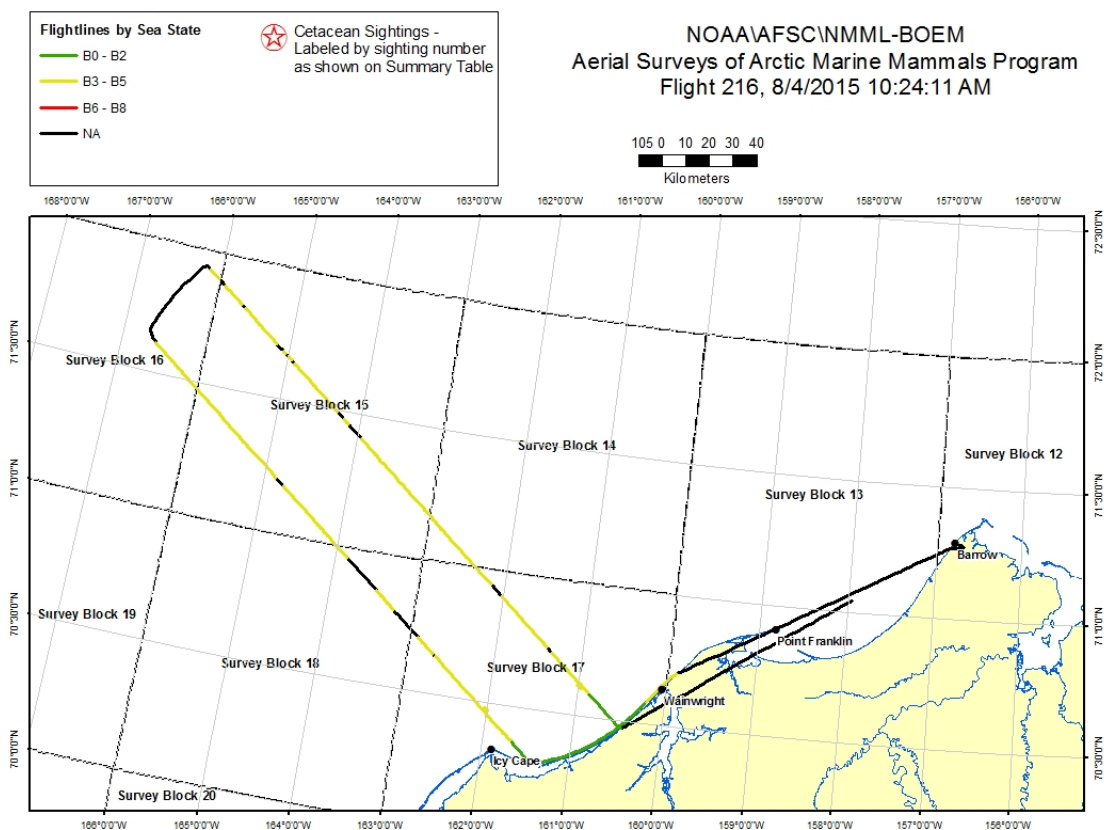 Flightlines by Sea State
B0 - B2
B3 - B5
B6 - B8
NA
Cetacean Sightings -
Labeled by sighting number
as shown on Summary Table
NOAA\AFSC\NMML-BOEM
Aerial Surveys of Arctic Marine Mammals Program
Flight 216, 8/4/2015 10:24:11 AM
105 0 10 20 30 40
Kilometers
168°0'0"W 167°0'0"W 166°0'0"W 165°0'0"W 164°0'0"W 163°0'0"W 162°0'0"W 161°0'0"W 160°0'0"W 159°0'0"W 158°0'0"W 157°0'0"W 156°0'0"W
72°30'0"N
71°30'0"N
Survey Block 16
72°0'0"N
Survey Block 15
Survey Block 14
Survey Block 12
71°0'0"N
Survey Block 13
71°30'0"N
Barrow
70°30'0"N
Survey Block 19
71°0'0"N
Point Franklin
Survey Block 18
Survey Block 17
Wainwright
70°0'0"N
Icy Cape
70°30'0"N
Survey Block 20
166°0'0"W 165°0'0"W 164°0'0"W 163°0'0"W 162°0'0"W 161°0'0"W 160°0'0"W 159°0'0"W 158°0'0"W 157°0'0"W